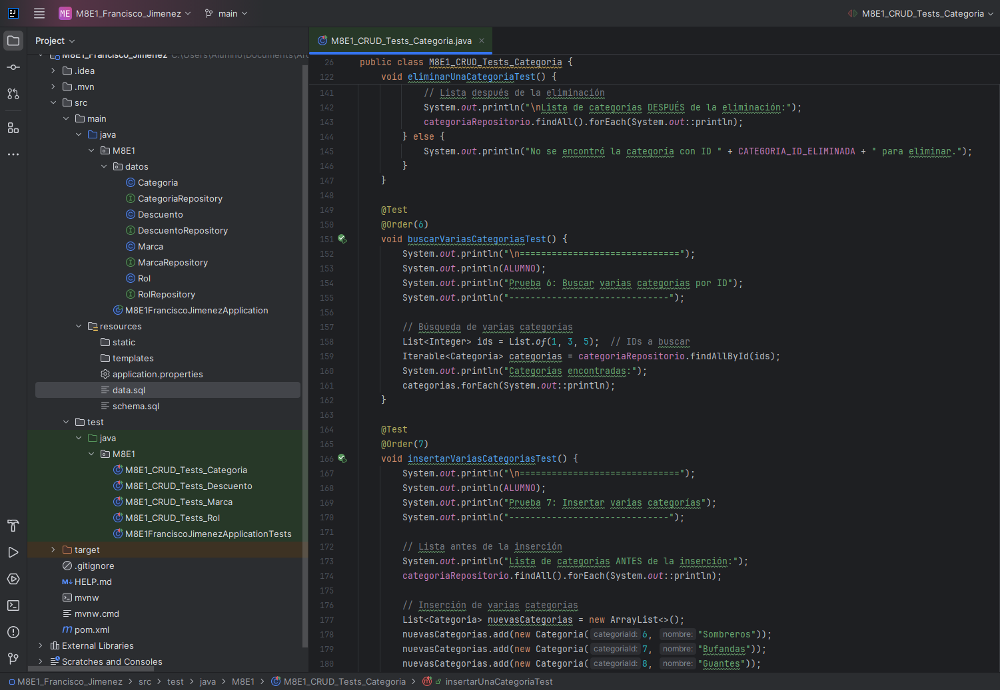 IJ
ME M8E1_Francisco_Jimenez
main
M8E1_CRUD_Tests_Categoria
Project
M8E1_CRUD_Tests_Categoria.java
M8E1_Francisco_Jimenez C:\Users\Alumno\Documents\
.idea
.mvn
src
main
java
M8E1
datos
Categoria
CategoriaRepository
Descuento
DescuentoRepository
Marca
MarcaRepository
Rol
RolRepository
M8E1FranciscoJimenezApplication
resources
static
templates
application.properties
data.sql
schema.sql
test
java
M8E1
M8E1_CRUD_Tests_Categoria
M8E1_CRUD_Tests_Descuento
M8E1_CRUD_Tests_Marca
M8E1_CRUD_Tests_Rol
M8E1FranciscoJimenezApplicationTests
target
.gitignore
M↓ HELP.md
mvnw
mvnw.cmd
m pom.xml
External Libraries
Scratches and Consoles
26 public class M8E1_CRUD_Tests_Categoria {
122 void eliminarUnaCategoriaTest() {
141 // Lista después de la eliminación
142 System.out.println("\nLista de categorías DESPUÉS de la eliminación:");
143 categoriaRepositorio.findAll().forEach(System.out::println);
144 } else {
145 System.out.println("No se encontró la categoría con ID " + CATEGORIA_ID_ELIMINADA + " para eliminar.");
146 }
147 }
148
149 @Test
150 @Order(6)
151 void buscarVariasCategoriasTest() {
152 System.out.println("\n==============================");
153 System.out.println(ALUMNO);
154 System.out.println("Prueba 6: Buscar varias categorías por ID");
155 System.out.println("------------------------------");
156
157 // Búsqueda de varias categorías
158 List<Integer> ids = List.of(1, 3, 5); // IDs a buscar
159 Iterable<Categoria> categorias = categoriaRepositorio.findAllById(ids);
160 System.out.println("Categorías encontradas:");
161 categorias.forEach(System.out::println);
162 }
163
164 @Test
165 @Order(7)
166 void insertarVariasCategoriasTest() {
167 System.out.println("\n==============================");
168 System.out.println(ALUMNO);
169 System.out.println("Prueba 7: Insertar varias categorías");
170 System.out.println("------------------------------");
171
172 // Lista antes de la inserción
173 System.out.println("Lista de categorías ANTES de la inserción:");
174 categoriaRepositorio.findAll().forEach(System.out::println);
175
176 // Inserción de varias categorías
177 List<Categoria> nuevasCategorias = new ArrayList<>();
178 nuevasCategorias.add(new Categoria( categoriaId: 6, nombre: "Sombreros"));
179 nuevasCategorias.add(new Categoria( categoriaId: 7, nombre: "Bufandas"));
180 nuevasCategorias.add(new Categoria( categoriaId: 8, nombre: "Guantes"));
M8E1_Francisco_Jimenez > src > test > java > M8E1 > M8E1_CRUD_Tests_Categoria > m insertarUnaCategoriaTest